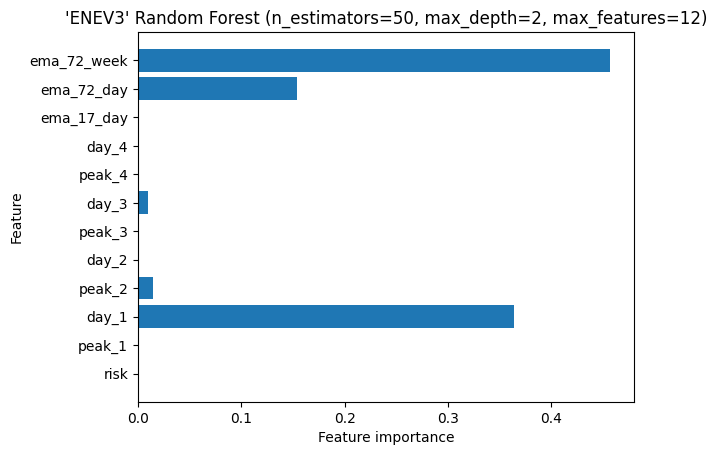 'ENEV3' Random Forest (n_estimators=50, max_depth=2, max_features=12)
ema_72_week
ema_72_day
ema_17_day
day_4
peak_4
day_3
peak_3
day_2
peak_2
day_1
peak_1
risk
Feature
0.0 0.1 0.2 0.3 0.4
Feature importance